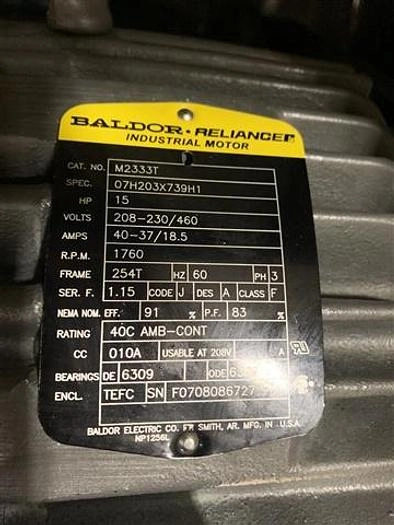 BALDOR • RELIANCER
INDUSTRIAL MOTOR
CAT. NO. M2333T
SPEC. 07H203X739H1
HP 15
VOLTS 208-230/460
AMPS 40-37/18.5
R.P.M. 1760
FRAME 254T HZ 60 PH 3
SER. F. 1.15 CODE J DES A CLASS F
NEMA NOM. EFF. 91 % P.F. 83 %
RATING 40C AMB-CONT
CC 010A USABLE AT 208V A
BEARINGS DE 6309 ODE
ENCL. TEFC SN F0708086727
BALDOR ELECTRIC CO. FT. SMITH, AR. MFG. IN U.S.A.
NP1256L